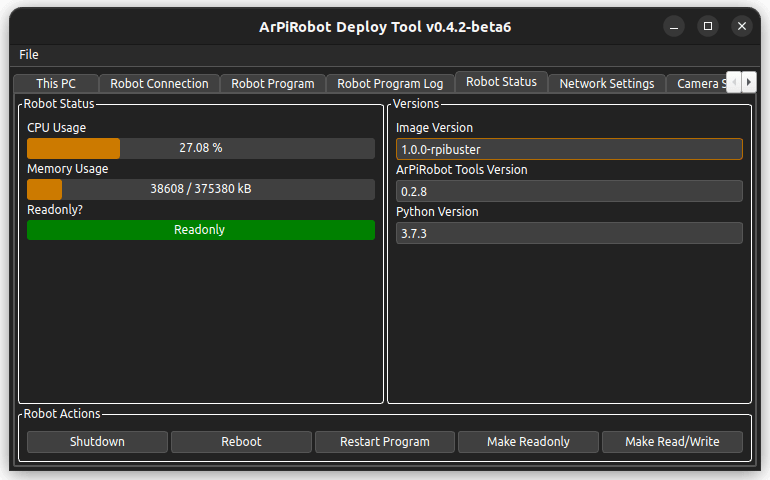 ArPiRobot Deploy Tool v0.4.2-beta6
File
This PC Robot Connection Robot Program Robot Program Log Robot Status Network Settings Camera S
Robot Status
CPU Usage
27.08 %
Memory Usage
38608 / 375380 kB
Readonly?
Readonly
Versions
Image Version
1.0.0-rpibuster
ArPiRobot Tools Version
0.2.8
Python Version
3.7.3
Robot Actions
Shutdown Reboot Restart Program Make Readonly Make Read/Write